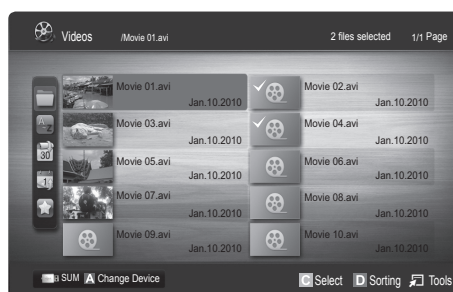 Videos /Movie 01.avi 2 files selected 1/1 Page
Movie 01.avi Movie 02.avi
Jan.10.2010 Jan.10.2010
Movie 03.avi Movie 04.avi
Jan.10.2010 Jan.10.2010
Movie 05.avi Movie 06.avi
Jan.10.2010 Jan.10.2010
Movie 07.avi Movie 08.avi
Jan.10.2010 Jan.10.2010
Movie 09.avi Movie 10.avi
Jan.10.2010 Jan.10.2010
A Z
30
1
SUM A Change Device C Select D Sorting Tools